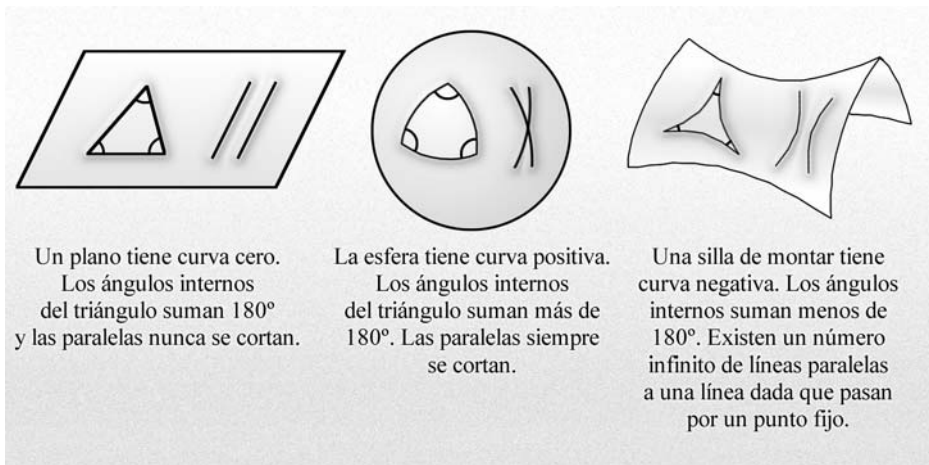 Un plano tiene curva cero.
Los ángulos internos
del triángulo suman 180º
y las paralelas nunca se cortan.
La esfera tiene curva positiva.
Los ángulos internos
del triángulo suman más de
180º. Las paralelas siempre
se cortan.
Una silla de montar tiene
curva negativa. Los ángulos
internos suman menos de
180º. Existen un número
infinito de líneas paralelas
a una línea dada que pasan
por un punto fijo.